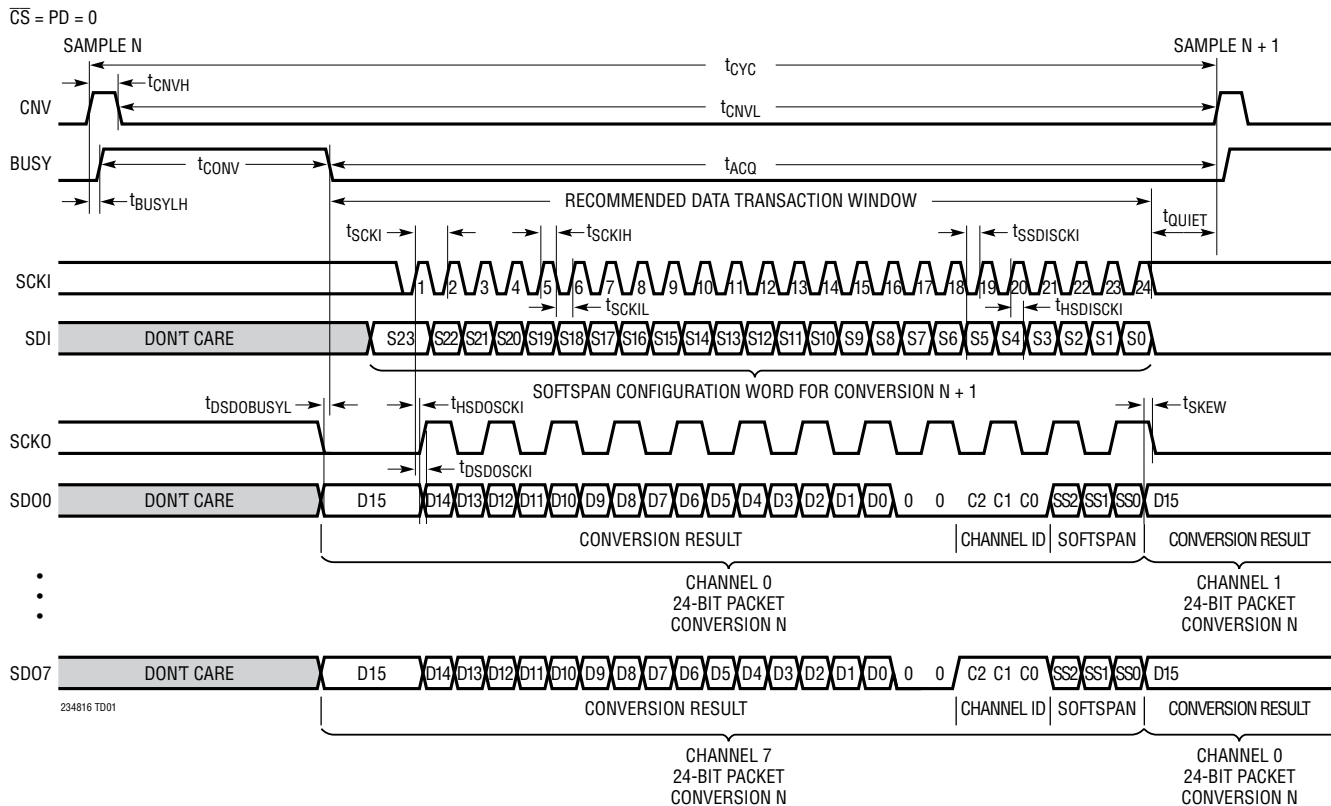 CS = PD = 0
SAMPLE N
SAMPLE N + 1
tCYC
tCNVH
CNV
tCNVL
BUSY
tCONV
tACQ
tBUSYLH
RECOMMENDED DATA TRANSACTION WINDOW
tQUIET
tSCKI
tSCKIH
tSSDISCKI
SCKI
1 2 3 4 5 6 7 8 9 10 11 12 13 14 15 16 17 18 19 20 21 22 23 24
tSCKIL
tHSDISCKI
SDI
DON'T CARE
S23 S22 S21 S20 S19 S18 S17 S16 S15 S14 S13 S12 S11 S10 S9 S8 S7 S6 S5 S4 S3 S2 S1 S0
SOFTSPAN CONFIGURATION WORD FOR CONVERSION N + 1
tDSDOBUSYL
tHSDOSCKI
tSKEW
SCKO
tDSDOSCKI
SDO0
DON'T CARE
D15 D14 D13 D12 D11 D10 D9 D8 D7 D6 D5 D4 D3 D2 D1 D0 0 0 C2 C1 C0 SS2 SS1 SS0 D15
CONVERSION RESULT
CHANNEL ID
SOFTSPAN
CONVERSION RESULT
CHANNEL 0
24-BIT PACKET
CONVERSION N
CHANNEL 1
24-BIT PACKET
CONVERSION N
SDO7
DON'T CARE
D15 D14 D13 D12 D11 D10 D9 D8 D7 D6 D5 D4 D3 D2 D1 D0 0 0 C2 C1 C0 SS2 SS1 SS0 D15
234816 TD01
CONVERSION RESULT
CHANNEL ID
SOFTSPAN
CONVERSION RESULT
CHANNEL 7
24-BIT PACKET
CONVERSION N
CHANNEL 0
24-BIT PACKET
CONVERSION N